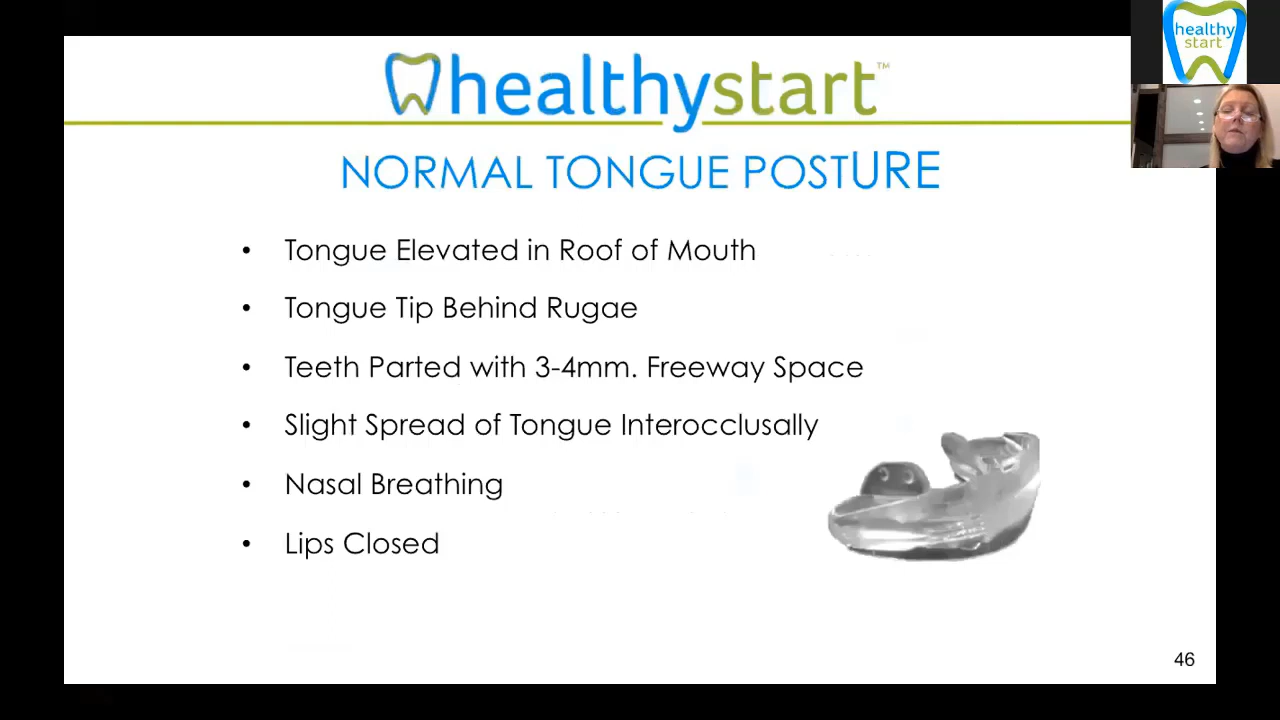 healthystart™
NORMAL TONGUE POSTURE
• Tongue Elevated in Roof of Mouth
• Tongue Tip Behind Rugae
• Teeth Parted with 3-4mm. Freeway Space
• Slight Spread of Tongue Interocclusally
• Nasal Breathing
• Lips Closed
46
healthy
start